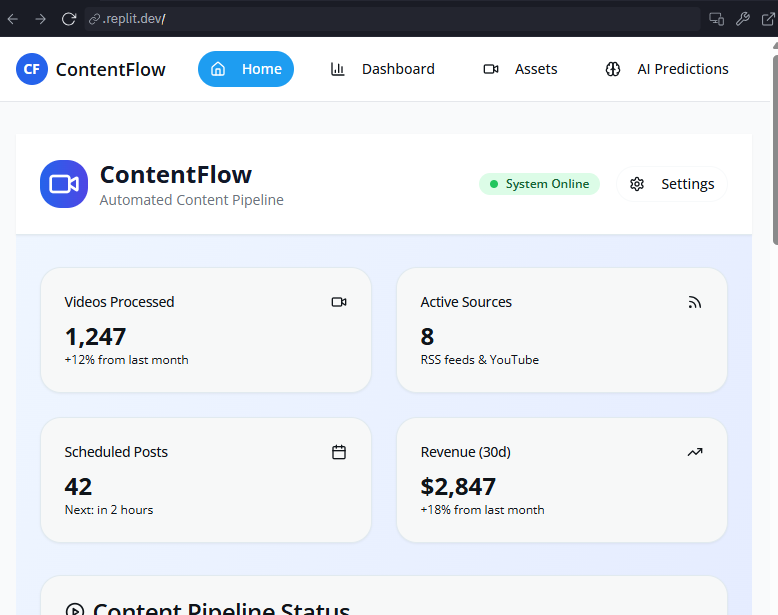 .replit.dev/
CF ContentFlow Home Dashboard Assets AI Predictions
ContentFlow
Automated Content Pipeline
System Online Settings
Videos Processed
1,247
+12% from last month
Active Sources
8
RSS feeds & YouTube
Scheduled Posts
42
Next: in 2 hours
Revenue (30d)
$2,847
+18% from last month
Content Pipeline Status